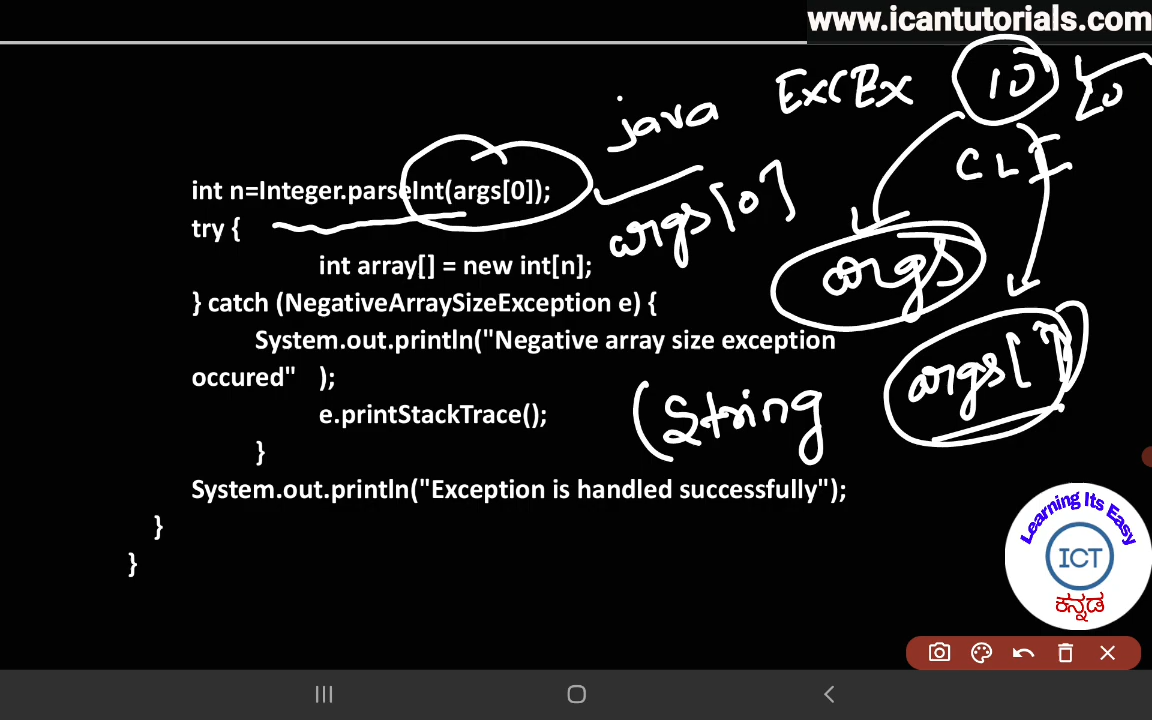 www.icantutorials.com
java ExCEx 10 20
CLI
int n=Integer.parseInt(args[0]);
args[0]
try {
args
int array[] = new int[n];
} catch (NegativeArraySizeException e) {
System.out.println("Negative array size exception
occured" );
args[ ]
(String
e.printStackTrace();
}
System.out.println("Exception is handled successfully");
}
}
Learning Its Easy
ICT
ಕನ್ನಡ